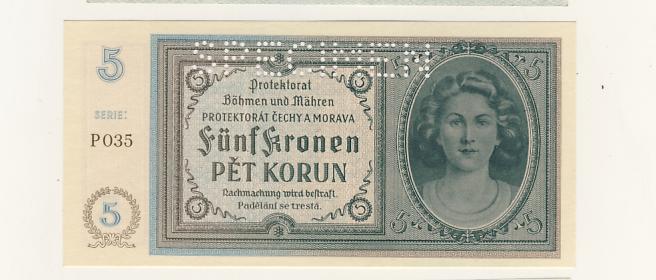 SPECIMEN
5
SERIE:
P035
5
5
5
Protektorat
Böhmen und Mähren
PROTEKTORÁT ČECHY A MORAVA
Fünf Kronen
PĚT KORUN
Nachmachung wird bestraft.
Padělání se trestá.
5
5
5
5
5
5